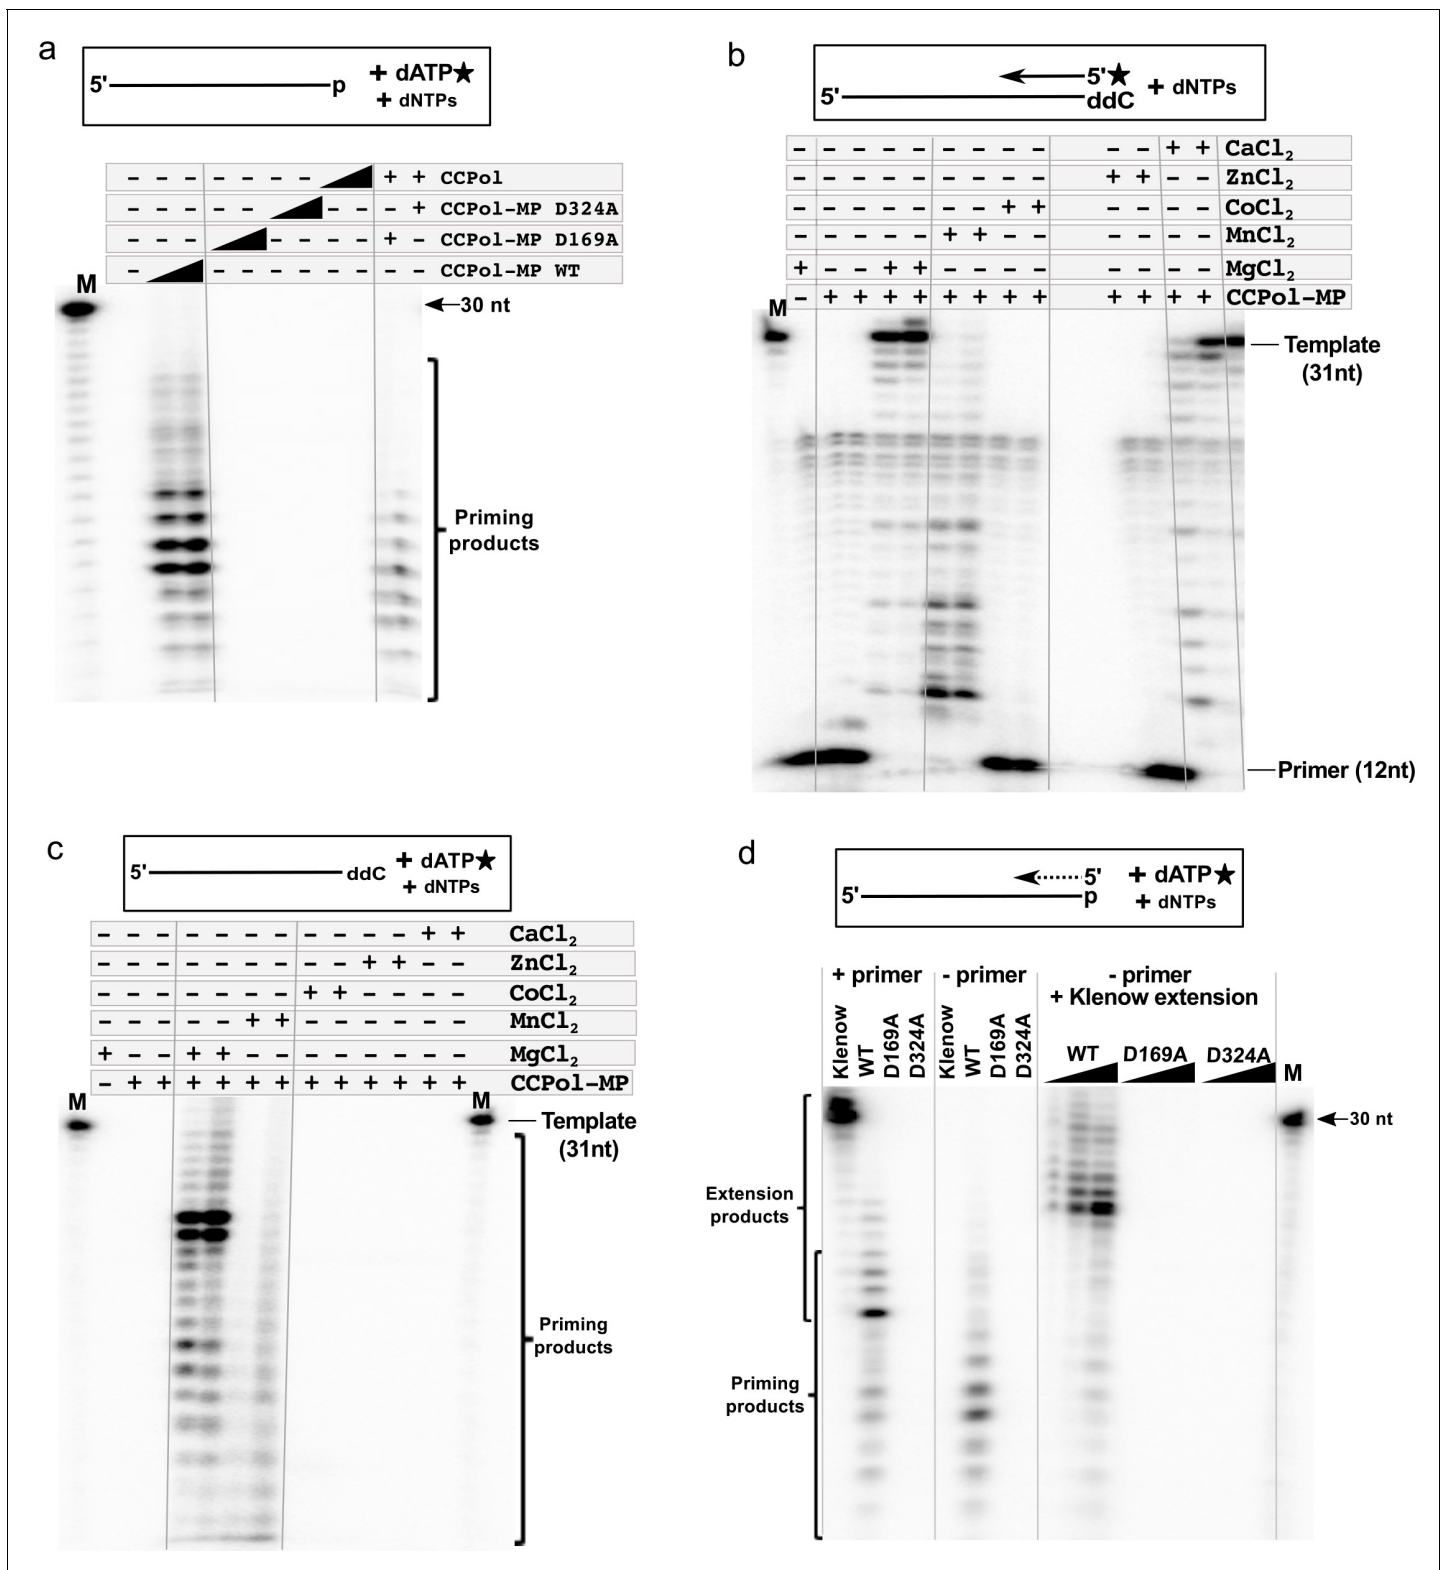 a
5' p + dATP★
+ dNTPs
- - - - - - - - + + CCPol
- - - - - - - - + CCPol-MP D324A
- - - - - - - + - CCPol-MP D169A
- - - - - - - - - CCPol-MP WT
M
30 nt
Priming
products
b
5'★
5' ddC + dNTPs
- - - - - - - - - - - + + CaCl2
- - - - - - - - - + + - - ZnCl2
- - - - - - - + + - - - - CoCl2
- - - - - + + - - - - - - MnCl2
+ - - + + - - - - - - - - MgCl2
- + + + + + + + + + + + + CCPol-MP
M
Template
(31nt)
Primer (12nt)
c
5' ddC + dATP★
+ dNTPs
- - - - - - - - - - - + + CaCl2
- - - - - - - - - + + - - ZnCl2
- - - - - - - + + - - - - CoCl2
- - - - - + + - - - - - - MnCl2
+ - - + + - - - - - - - - MgCl2
- + + + + + + + + + + + + CCPol-MP
M M
Template
(31nt)
Priming
products
d
5' + dATP★
5' p + dNTPs
+ primer
- primer
- primer
+ Klenow extension
Klenow
WT
D169A
D324A
Klenow
WT
D169A
D324A
WT D169A D324A
M
30 nt
Extension
products
Priming
products